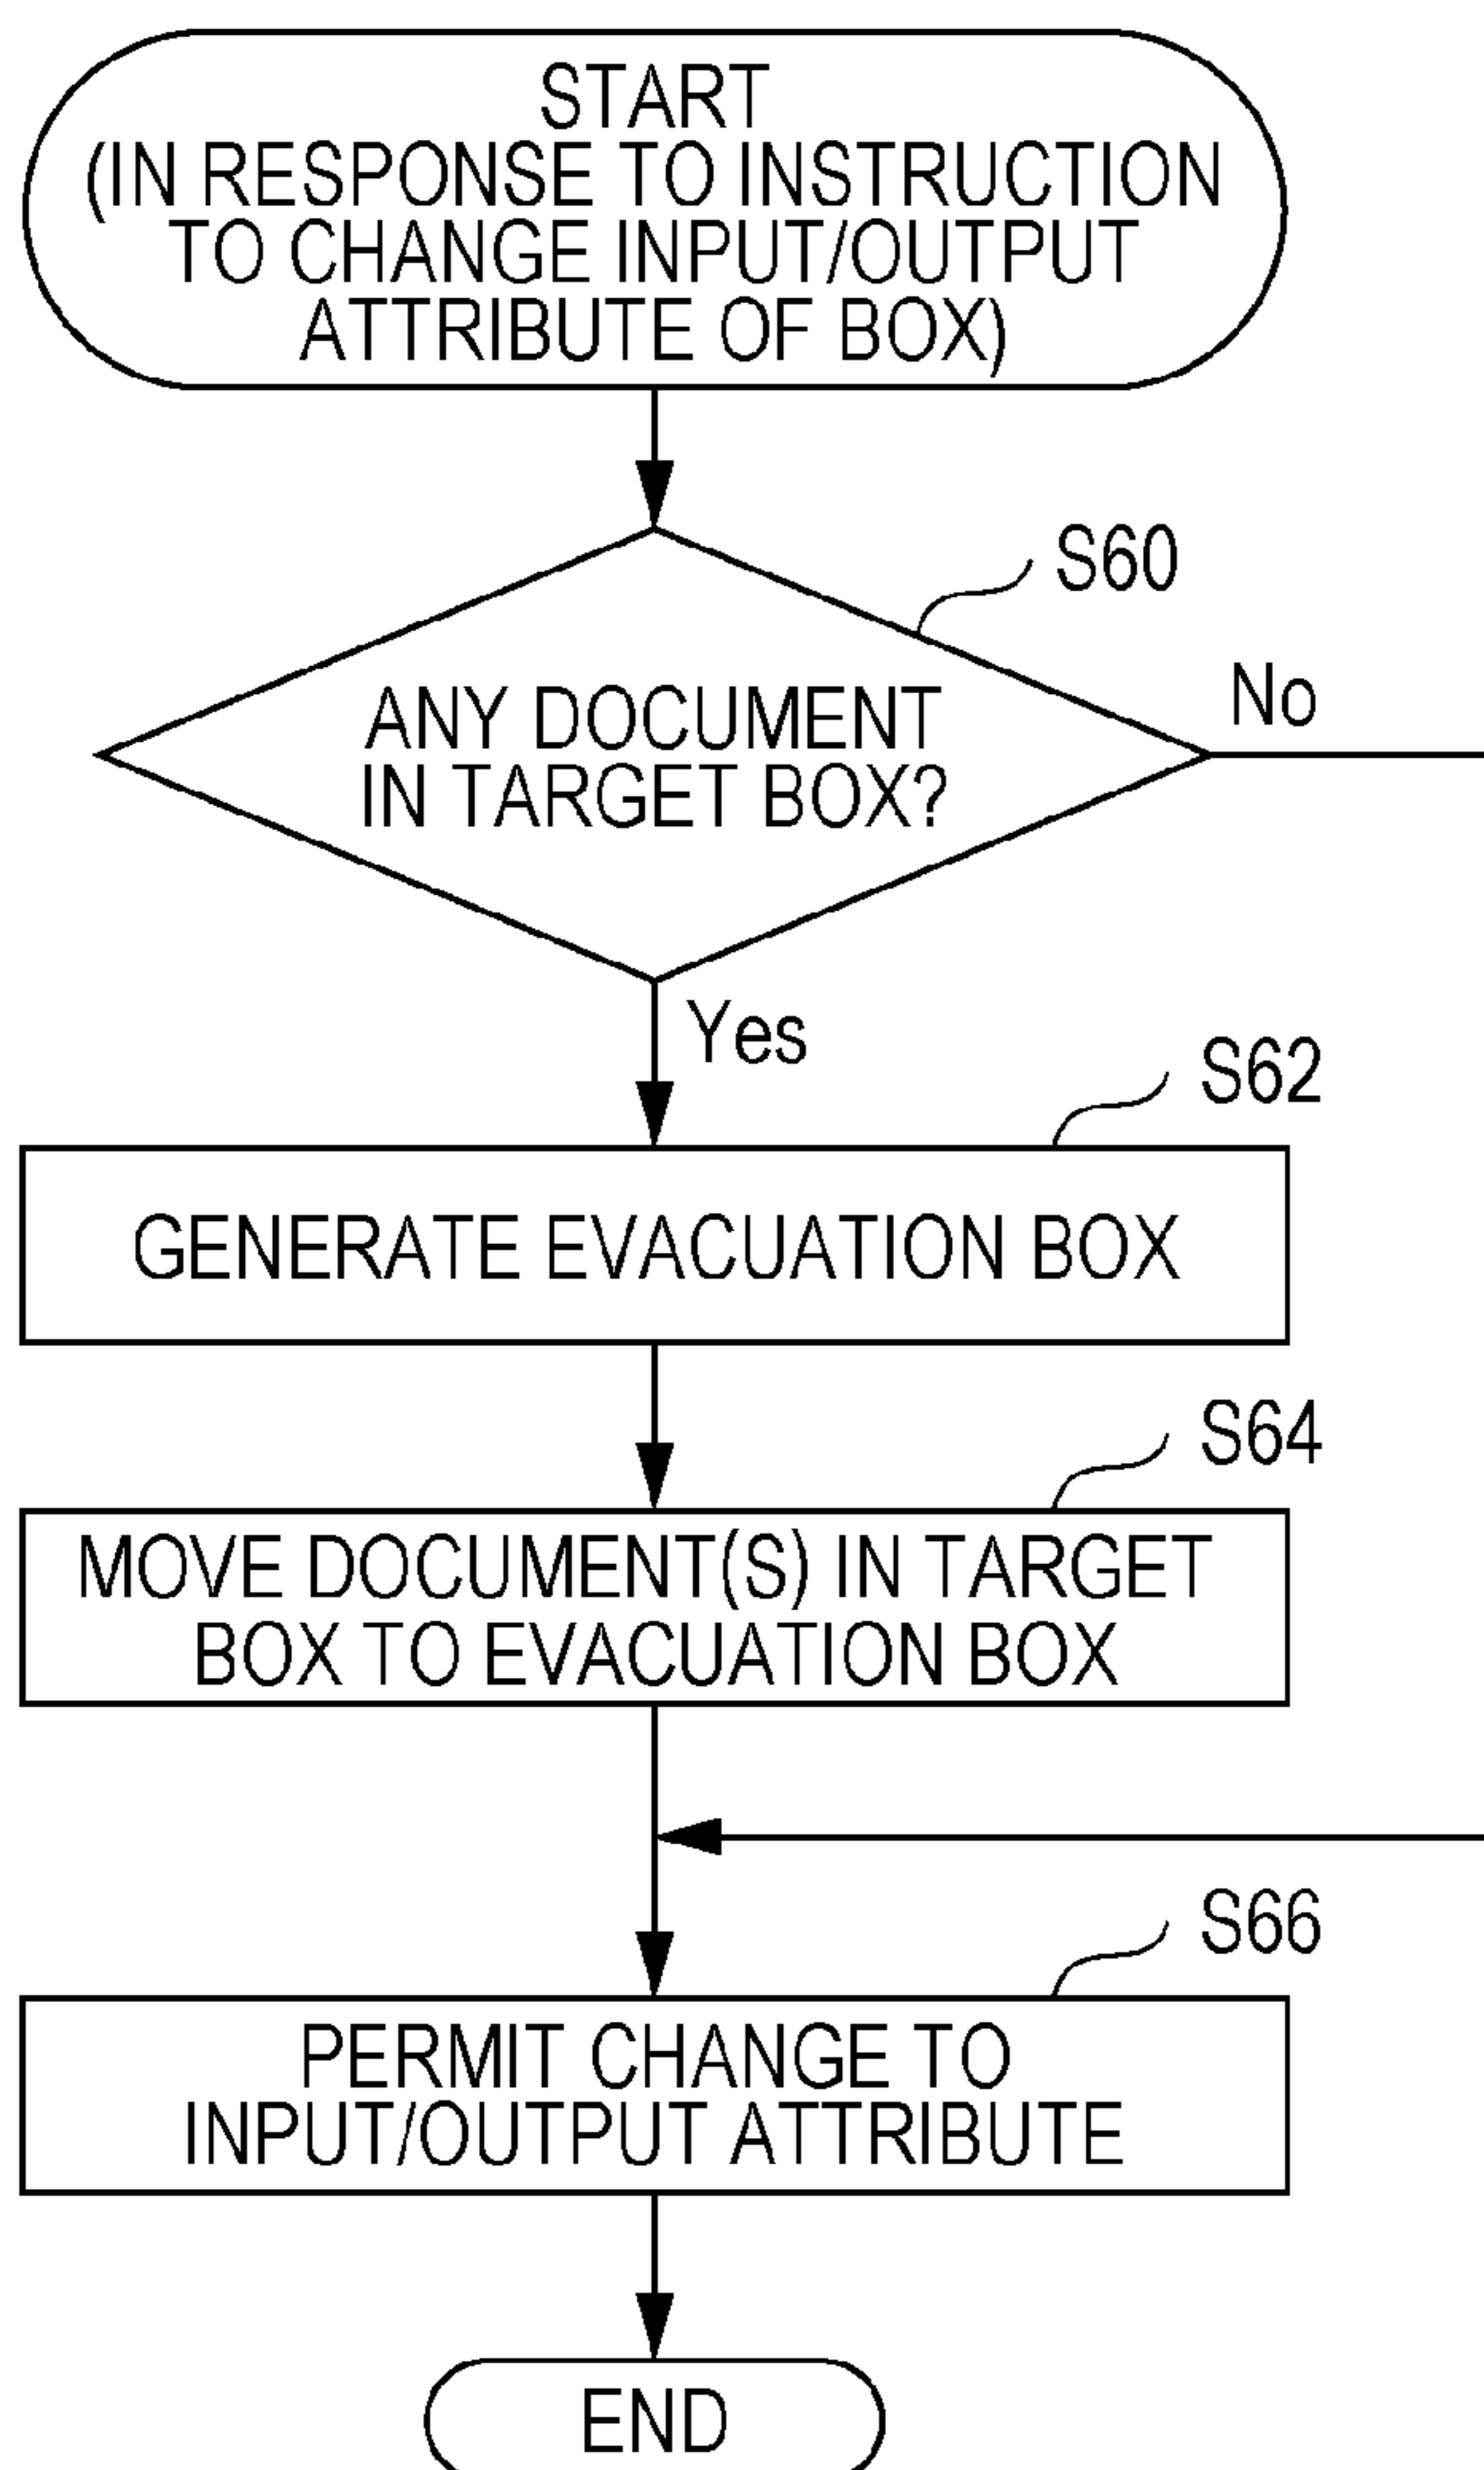 START
(IN RESPONSE TO INSTRUCTION
TO CHANGE INPUT/OUTPUT
ATTRIBUTE OF BOX)
S60
ANY DOCUMENT
IN TARGET BOX?
No
Yes
S62
GENERATE EVACUATION BOX
S64
MOVE DOCUMENT(S) IN TARGET
BOX TO EVACUATION BOX
S66
PERMIT CHANGE TO
INPUT/OUTPUT ATTRIBUTE
END